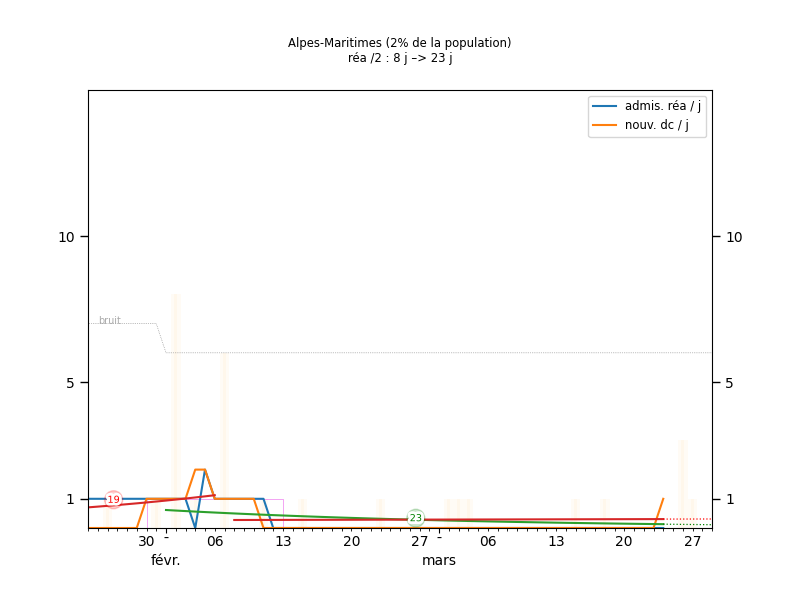 Alpes-Maritimes (2% de la population)
réa /2 : 8 j –> 23 j
admis. réa / j
nouv. dc / j
10
10
bruit
5
5
1
19
23
1
30
06
13
20
27
06
13
20
27
févr.
mars